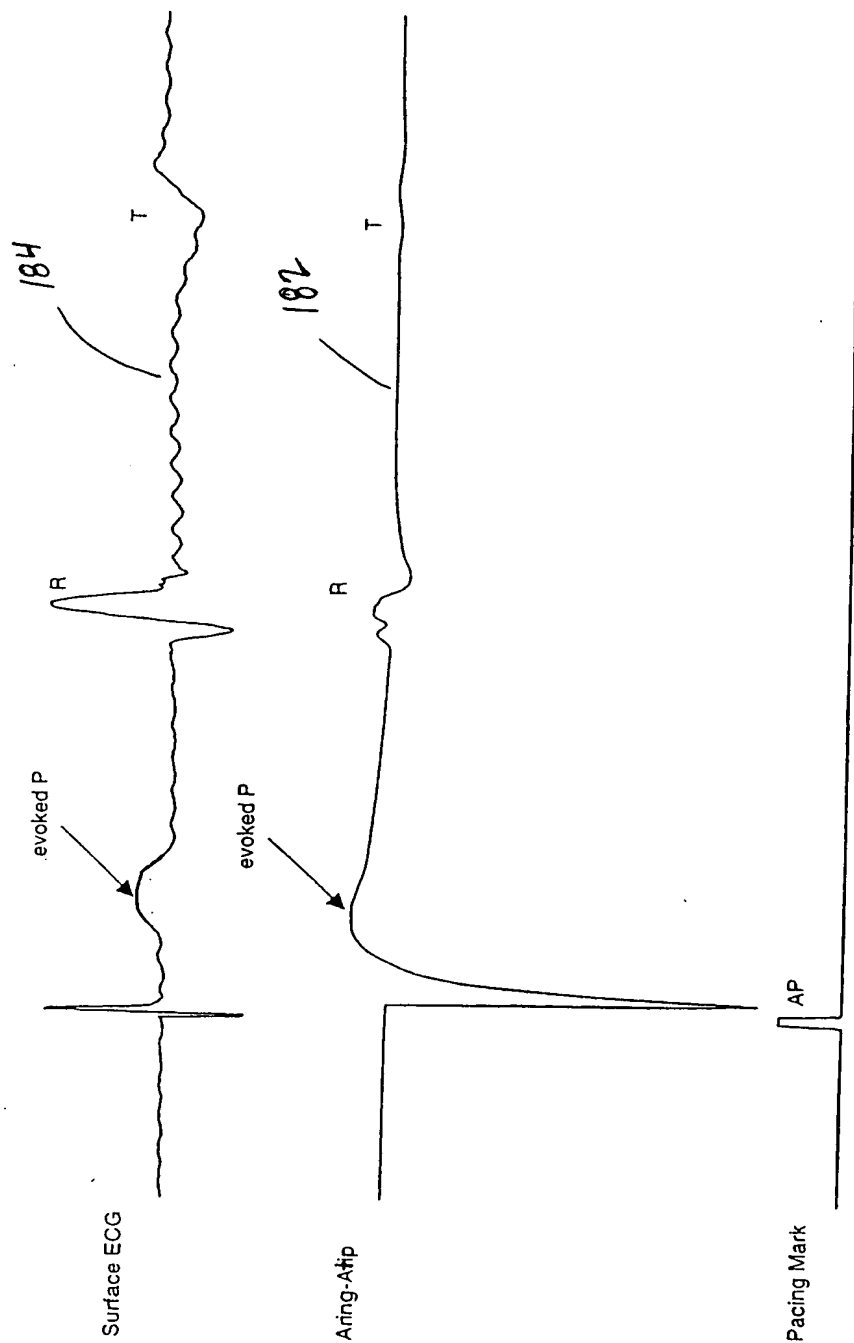 Surface ECG
evoked P
R
184
T
Aring-Atip
evoked P
R
182
T
Pacing Mark
AP